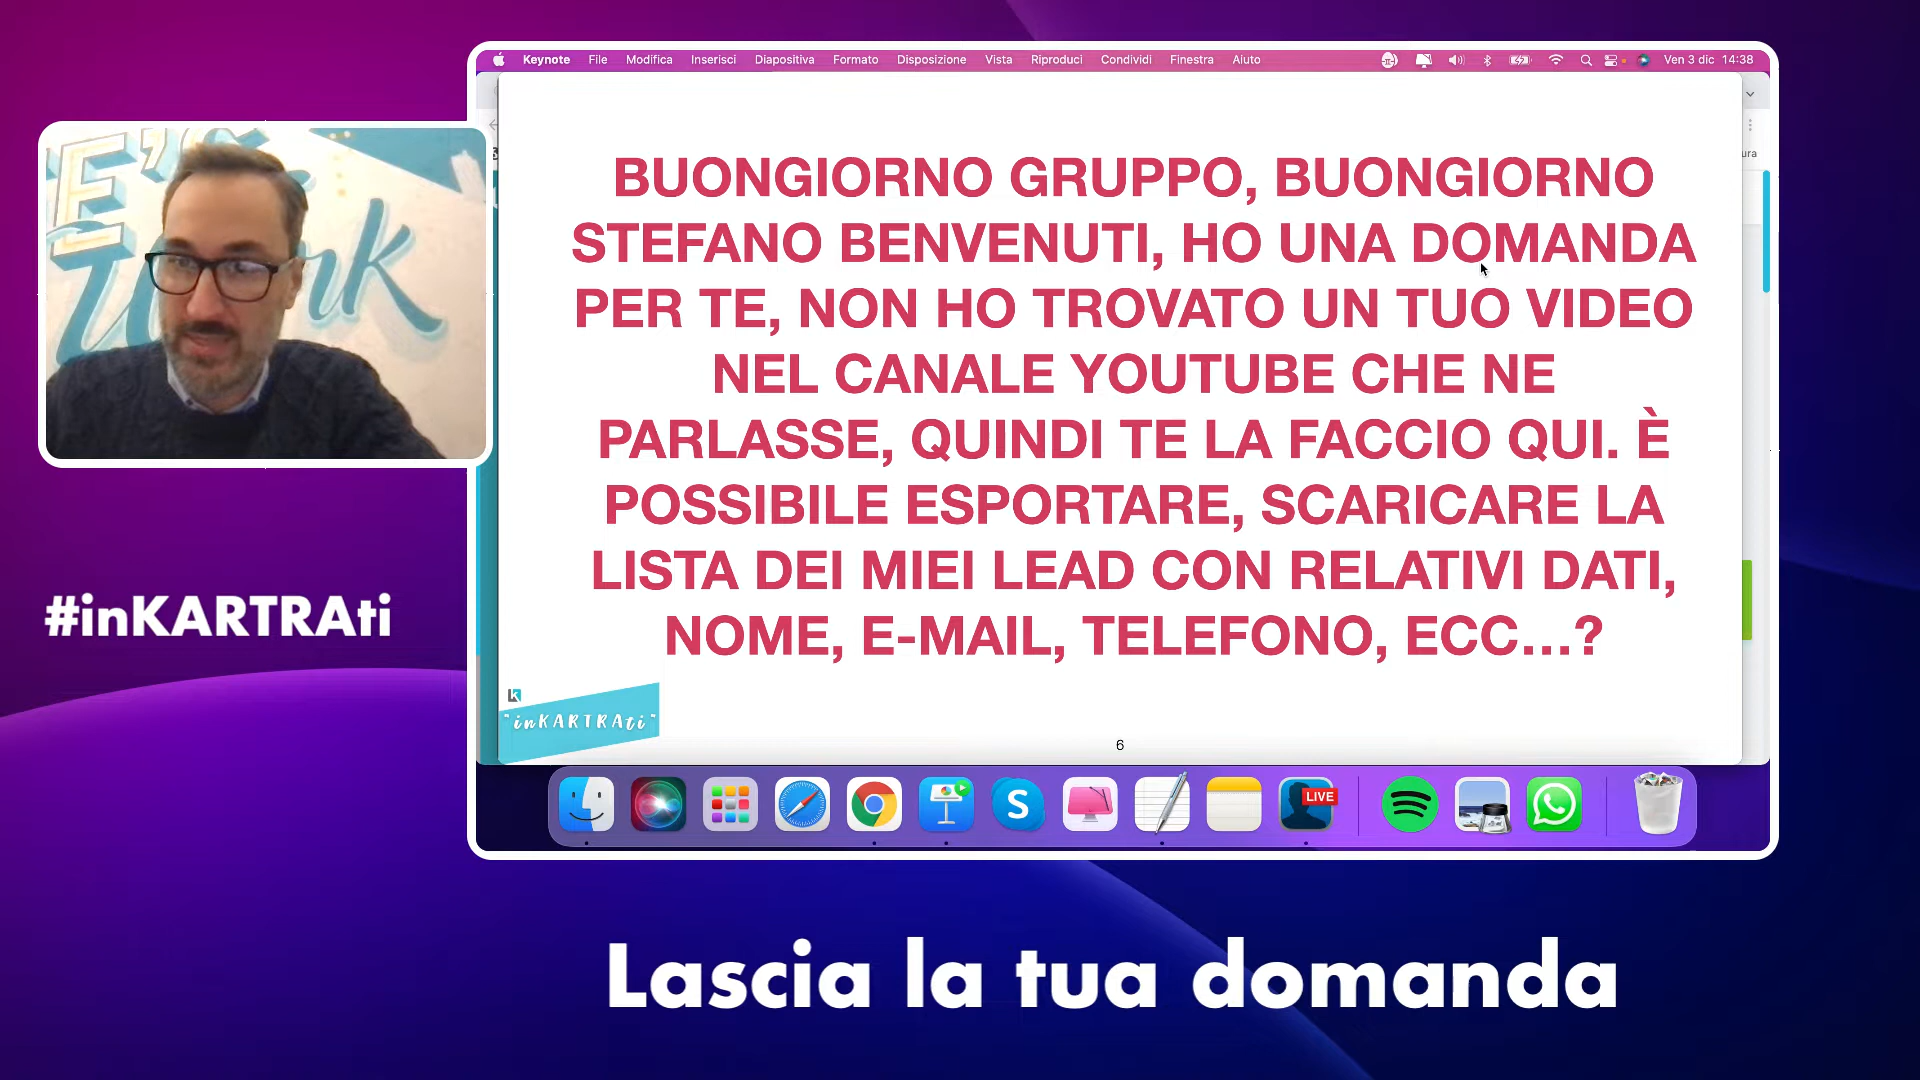 Keynote File Modifica Inserisci Diapositiva Formato Disposizione Vista Riproduci Condividi Finestra Aiuto Ven 3 dic 14:38
ura
BUONGIORNO GRUPPO, BUONGIORNO
STEFANO BENVENUTI, HO UNA DOMANDA
PER TE, NON HO TROVATO UN TUO VIDEO
NEL CANALE YOUTUBE CHE NE
PARLASSE, QUINDI TE LA FACCIO QUI. È
POSSIBILE ESPORTARE, SCARICARE LA
LISTA DEI MIEI LEAD CON RELATIVI DATI,
NOME, E-MAIL, TELEFONO, ECC...?
"inKARTRAti"
6
#inKARTRAti
LIVE
Lascia la tua domanda